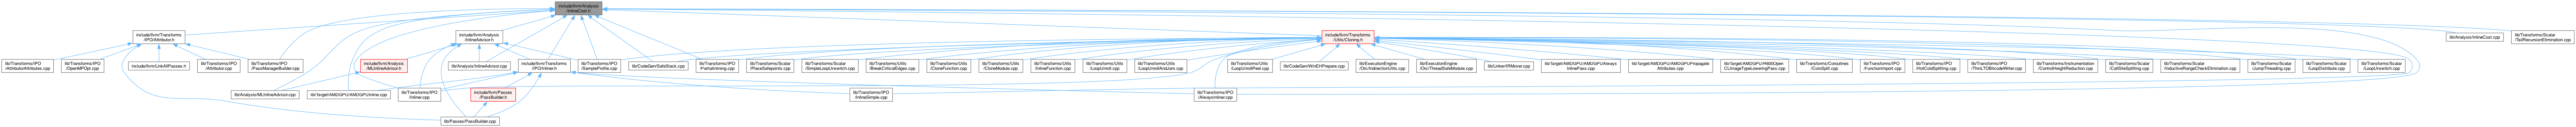 include/llvm/Analysis
/InlineCost.h
include/llvm/Transforms
/IPO/Attributor.h
include/llvm/Analysis
/InlineAdvisor.h
include/llvm/Transforms
/Utils/Cloning.h
lib/Analysis/InlineCost.cpp
lib/Transforms/Scalar
/TailRecursionElimination.cpp
lib/Transforms/IPO
/AttributorAttributes.cpp
lib/Transforms/IPO
/OpenMPOpt.cpp
include/llvm/LinkAllPasses.h
lib/Transforms/IPO
/Attributor.cpp
lib/Transforms/IPO
/PassManagerBuilder.cpp
include/llvm/Analysis
/MLInlineAdvisor.h
lib/Analysis/InlineAdvisor.cpp
include/llvm/Transforms
/IPO/Inliner.h
lib/Transforms/IPO
/SampleProfile.cpp
lib/CodeGen/SafeStack.cpp
lib/Transforms/IPO
/PartialInlining.cpp
lib/Transforms/Scalar
/PlaceSafepoints.cpp
lib/Transforms/Scalar
/SimpleLoopUnswitch.cpp
lib/Transforms/Utils
/BreakCriticalEdges.cpp
lib/Transforms/Utils
/CloneFunction.cpp
lib/Transforms/Utils
/CloneModule.cpp
lib/Transforms/Utils
/InlineFunction.cpp
lib/Transforms/Utils
/LoopUnroll.cpp
lib/Transforms/Utils
/LoopUnrollAndJam.cpp
lib/Transforms/Utils
/LoopUnrollPeel.cpp
lib/CodeGen/WinEHPrepare.cpp
lib/ExecutionEngine
/Orc/IndirectionUtils.cpp
lib/ExecutionEngine
/Orc/ThreadSafeModule.cpp
lib/Linker/IRMover.cpp
lib/Target/AMDGPU/AMDGPUAlways
InlinePass.cpp
lib/Target/AMDGPU/AMDGPUPropagate
Attributes.cpp
lib/Target/AMDGPU/R600Open
CLImageTypeLoweringPass.cpp
lib/Transforms/Coroutines
/CoroSplit.cpp
lib/Transforms/IPO
/FunctionImport.cpp
lib/Transforms/IPO
/HotColdSplitting.cpp
lib/Transforms/IPO
/ThinLTOBitcodeWriter.cpp
lib/Transforms/Instrumentation
/ControlHeightReduction.cpp
lib/Transforms/Scalar
/CallSiteSplitting.cpp
lib/Transforms/Scalar
/InductiveRangeCheckElimination.cpp
lib/Transforms/Scalar
/JumpThreading.cpp
lib/Transforms/Scalar
/LoopDistribute.cpp
lib/Transforms/Scalar
/LoopUnswitch.cpp
lib/Analysis/MLInlineAdvisor.cpp
lib/Target/AMDGPU/AMDGPUInline.cpp
lib/Transforms/IPO
/Inliner.cpp
include/llvm/Passes
/PassBuilder.h
lib/Transforms/IPO
/InlineSimple.cpp
lib/Transforms/IPO
/AlwaysInliner.cpp
lib/Passes/PassBuilder.cpp